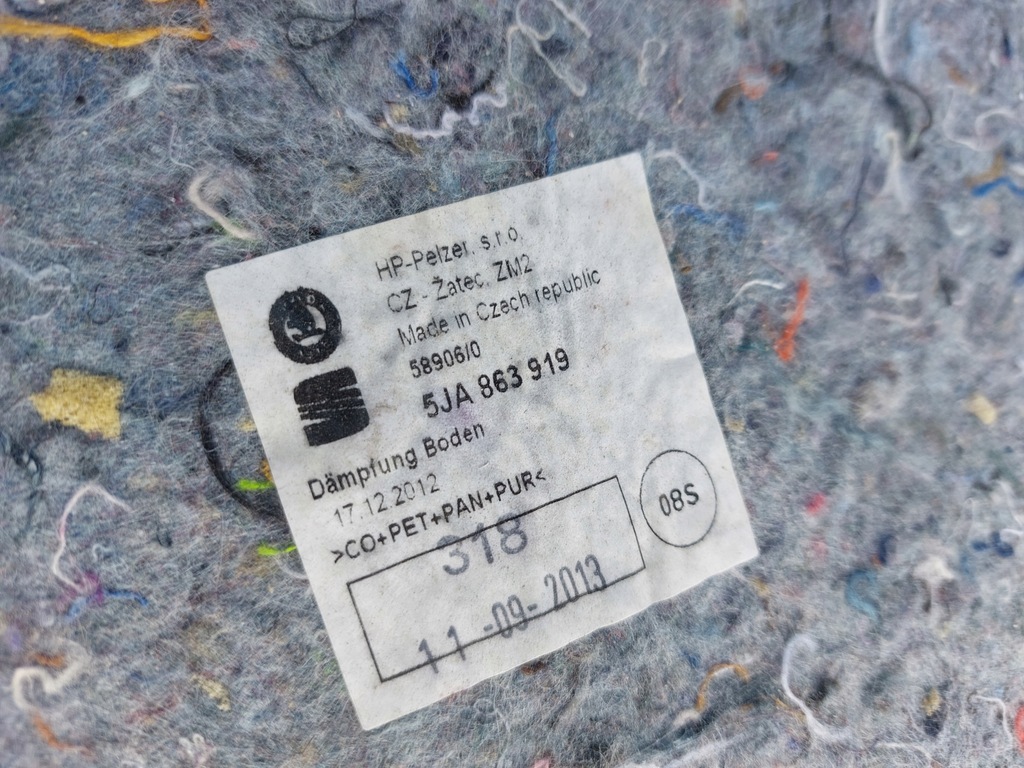 HP-Pelzer, s.r.o.
CZ - Žatec, ZM2
Made in Czech republic
58906/0
5JA 863 919
Dämpfung Boden
17.12.2012
>CO+PET+PAN+PUR<
318
11 -09- 2013
08S